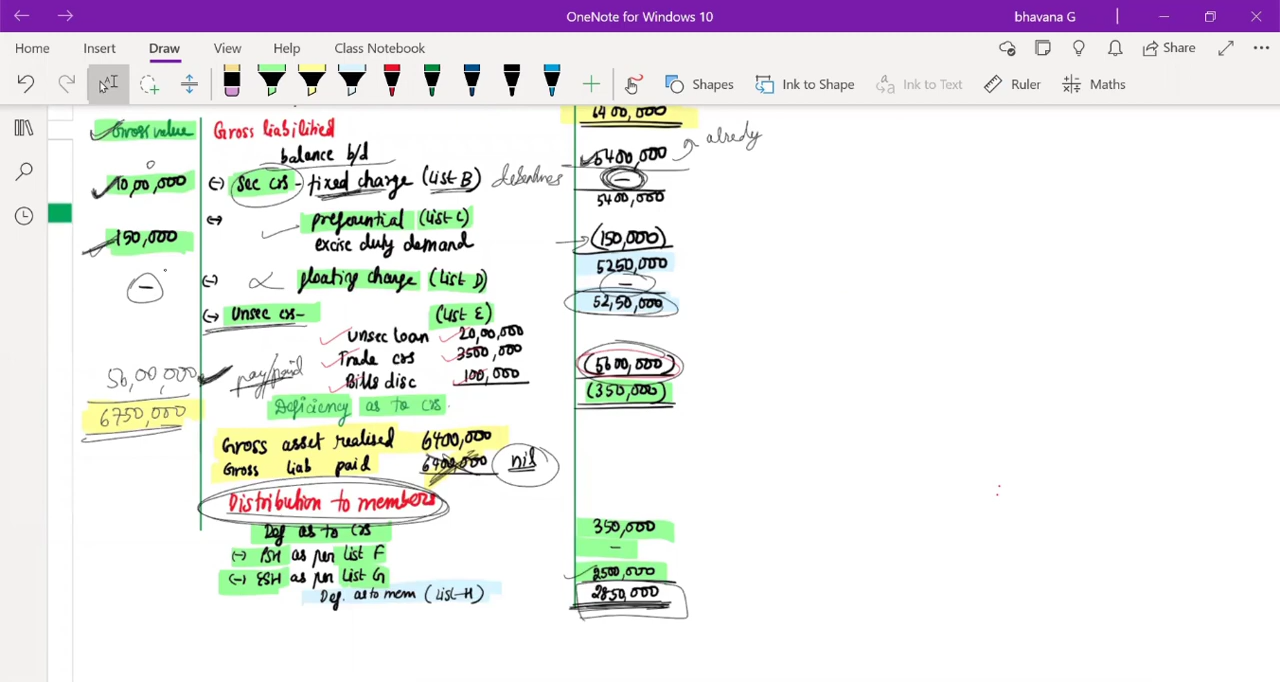 OneNote for Windows 10
bhavana G
Home Insert Draw View Help Class Notebook
Share
Shapes Ink to Shape Ink to Text Ruler Maths
6400,000
Gross value Gross liabilitied
already
balance b/d 5400,000
10,00,000 (-) Sec crs - fixed charge (List B) debentures -
5400,000
(-) preferential (List C)
150,000 excise duty demand (150,000)
5250,000
- (-) floating charge (List D) -
52,50,000
(-) Unsec crs- (List E)
Unsec loan 20,00,000
Trade crs 3500,000
56,00,000 pay/paid (5600,000)
Bills disc 100,000
(350,000)
6750,000 Deficiency as to crs
Gross asset realised 6400,000
Gross liab paid 6400,000 nil
Distribution to members
Def as to crs 350,000
(-) PSH as per List F -
(-) ESH as per List G 2500,000
Def. as to mem (List-H) 2850,000